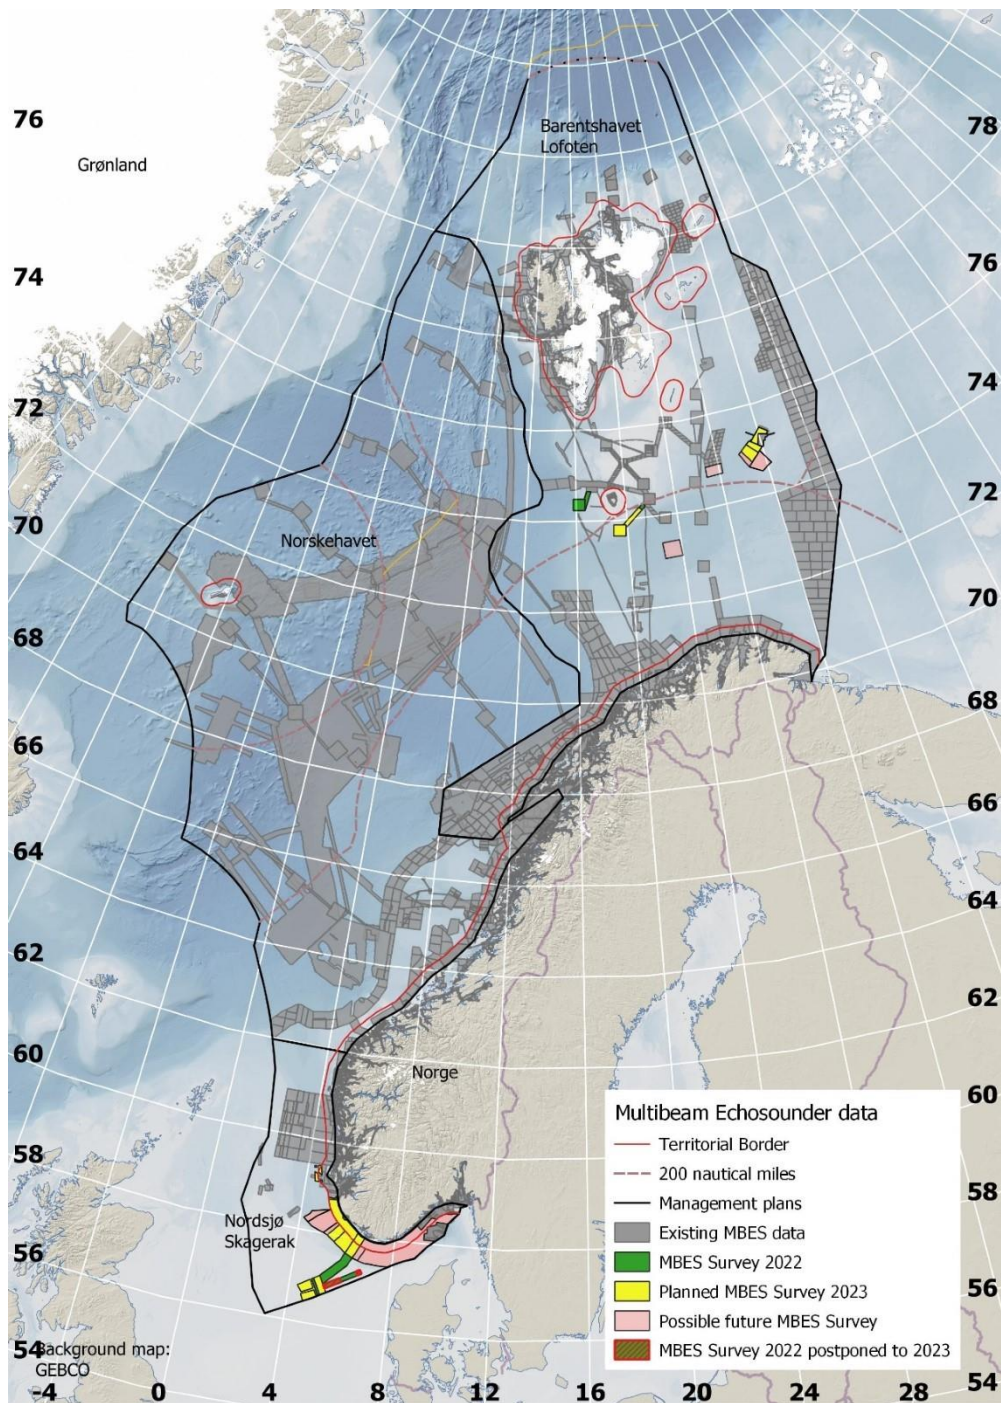 76
Grønland
Barentshavet
Lofoten
78
74
76
72
74
70
Norskehavet
72
68
70
66
68
64
66
62
64
60
62
Norge
58
60
Nordsjø
Skagerak
56
58
54
56
54
Background map:
GEBCO
-4
0
4
8
12
16
20
24
28
Multibeam Echosounder data
Territorial Border
200 nautical miles
Management plans
Existing MBES data
MBES Survey 2022
Planned MBES Survey 2023
Possible future MBES Survey
MBES Survey 2022 postponed to 2023